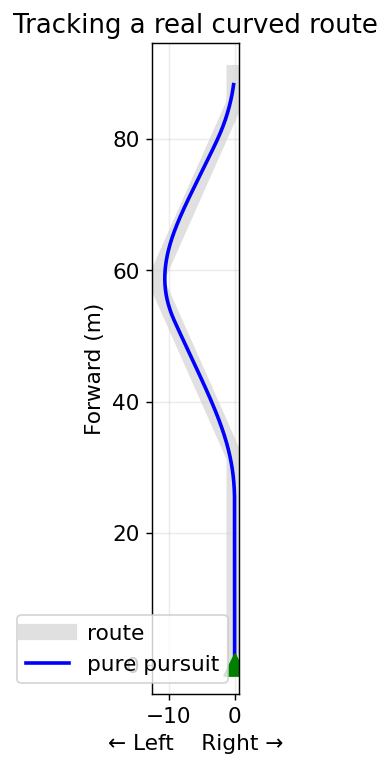 Tracking a real curved route
80
60
40
20
0
Forward (m)
route
pure pursuit
−10 0
← Left Right →